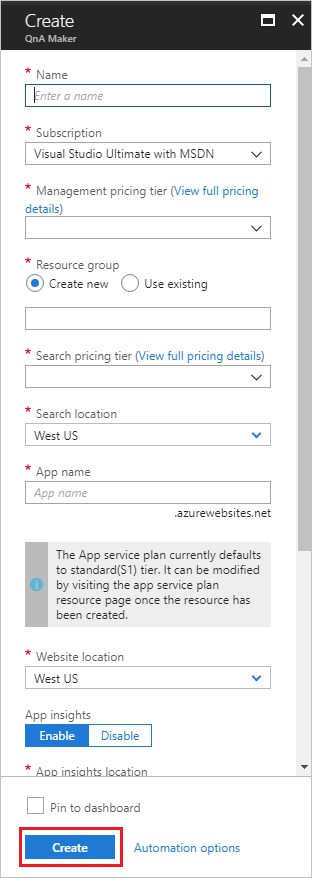 Create
QnA Maker
* Name
Enter a name
* Subscription
Visual Studio Ultimate with MSDN
* Management pricing tier (View full pricing
details)
* Resource group
Create new Use existing
* Search pricing tier (View full pricing details)
* Search location
West US
* App name
App name
.azurewebsites.net
The App service plan currently defaults
to standard(S1) tier. It can be modified
by visiting the app service plan
resource page once the resource has
been created.
* Website location
West US
App insights
Enable Disable
* App insights location
Pin to dashboard
Create Automation options